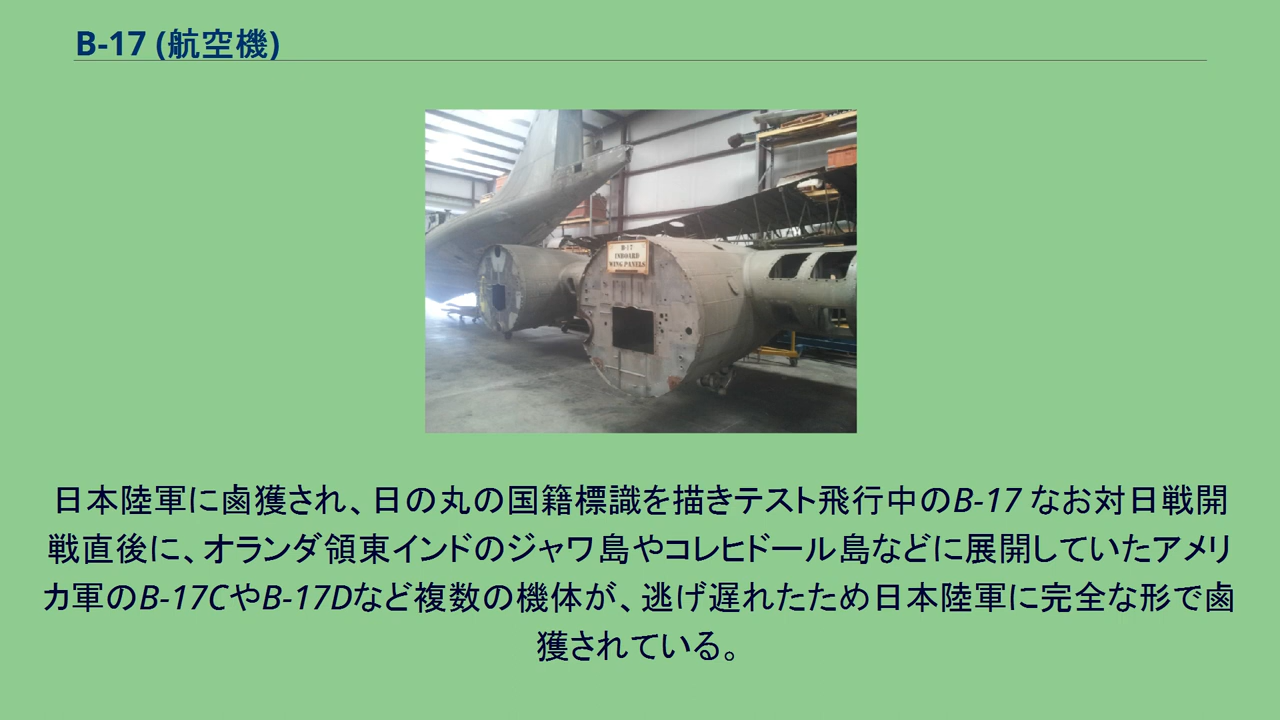 B-17 (航空機)
B-17
INBOARD
WING PANELS
日本陸軍に鹵獲され、日の丸の国籍標識を描きテスト飛行中のB-17 なお対日戦開
戦直後に、オランダ領東インドのジャワ島やコレヒドール島などに展開していたアメリ
カ軍のB-17CやB-17Dなど複数の機体が、逃げ遅れたため日本陸軍に完全な形で鹵
獲されている。